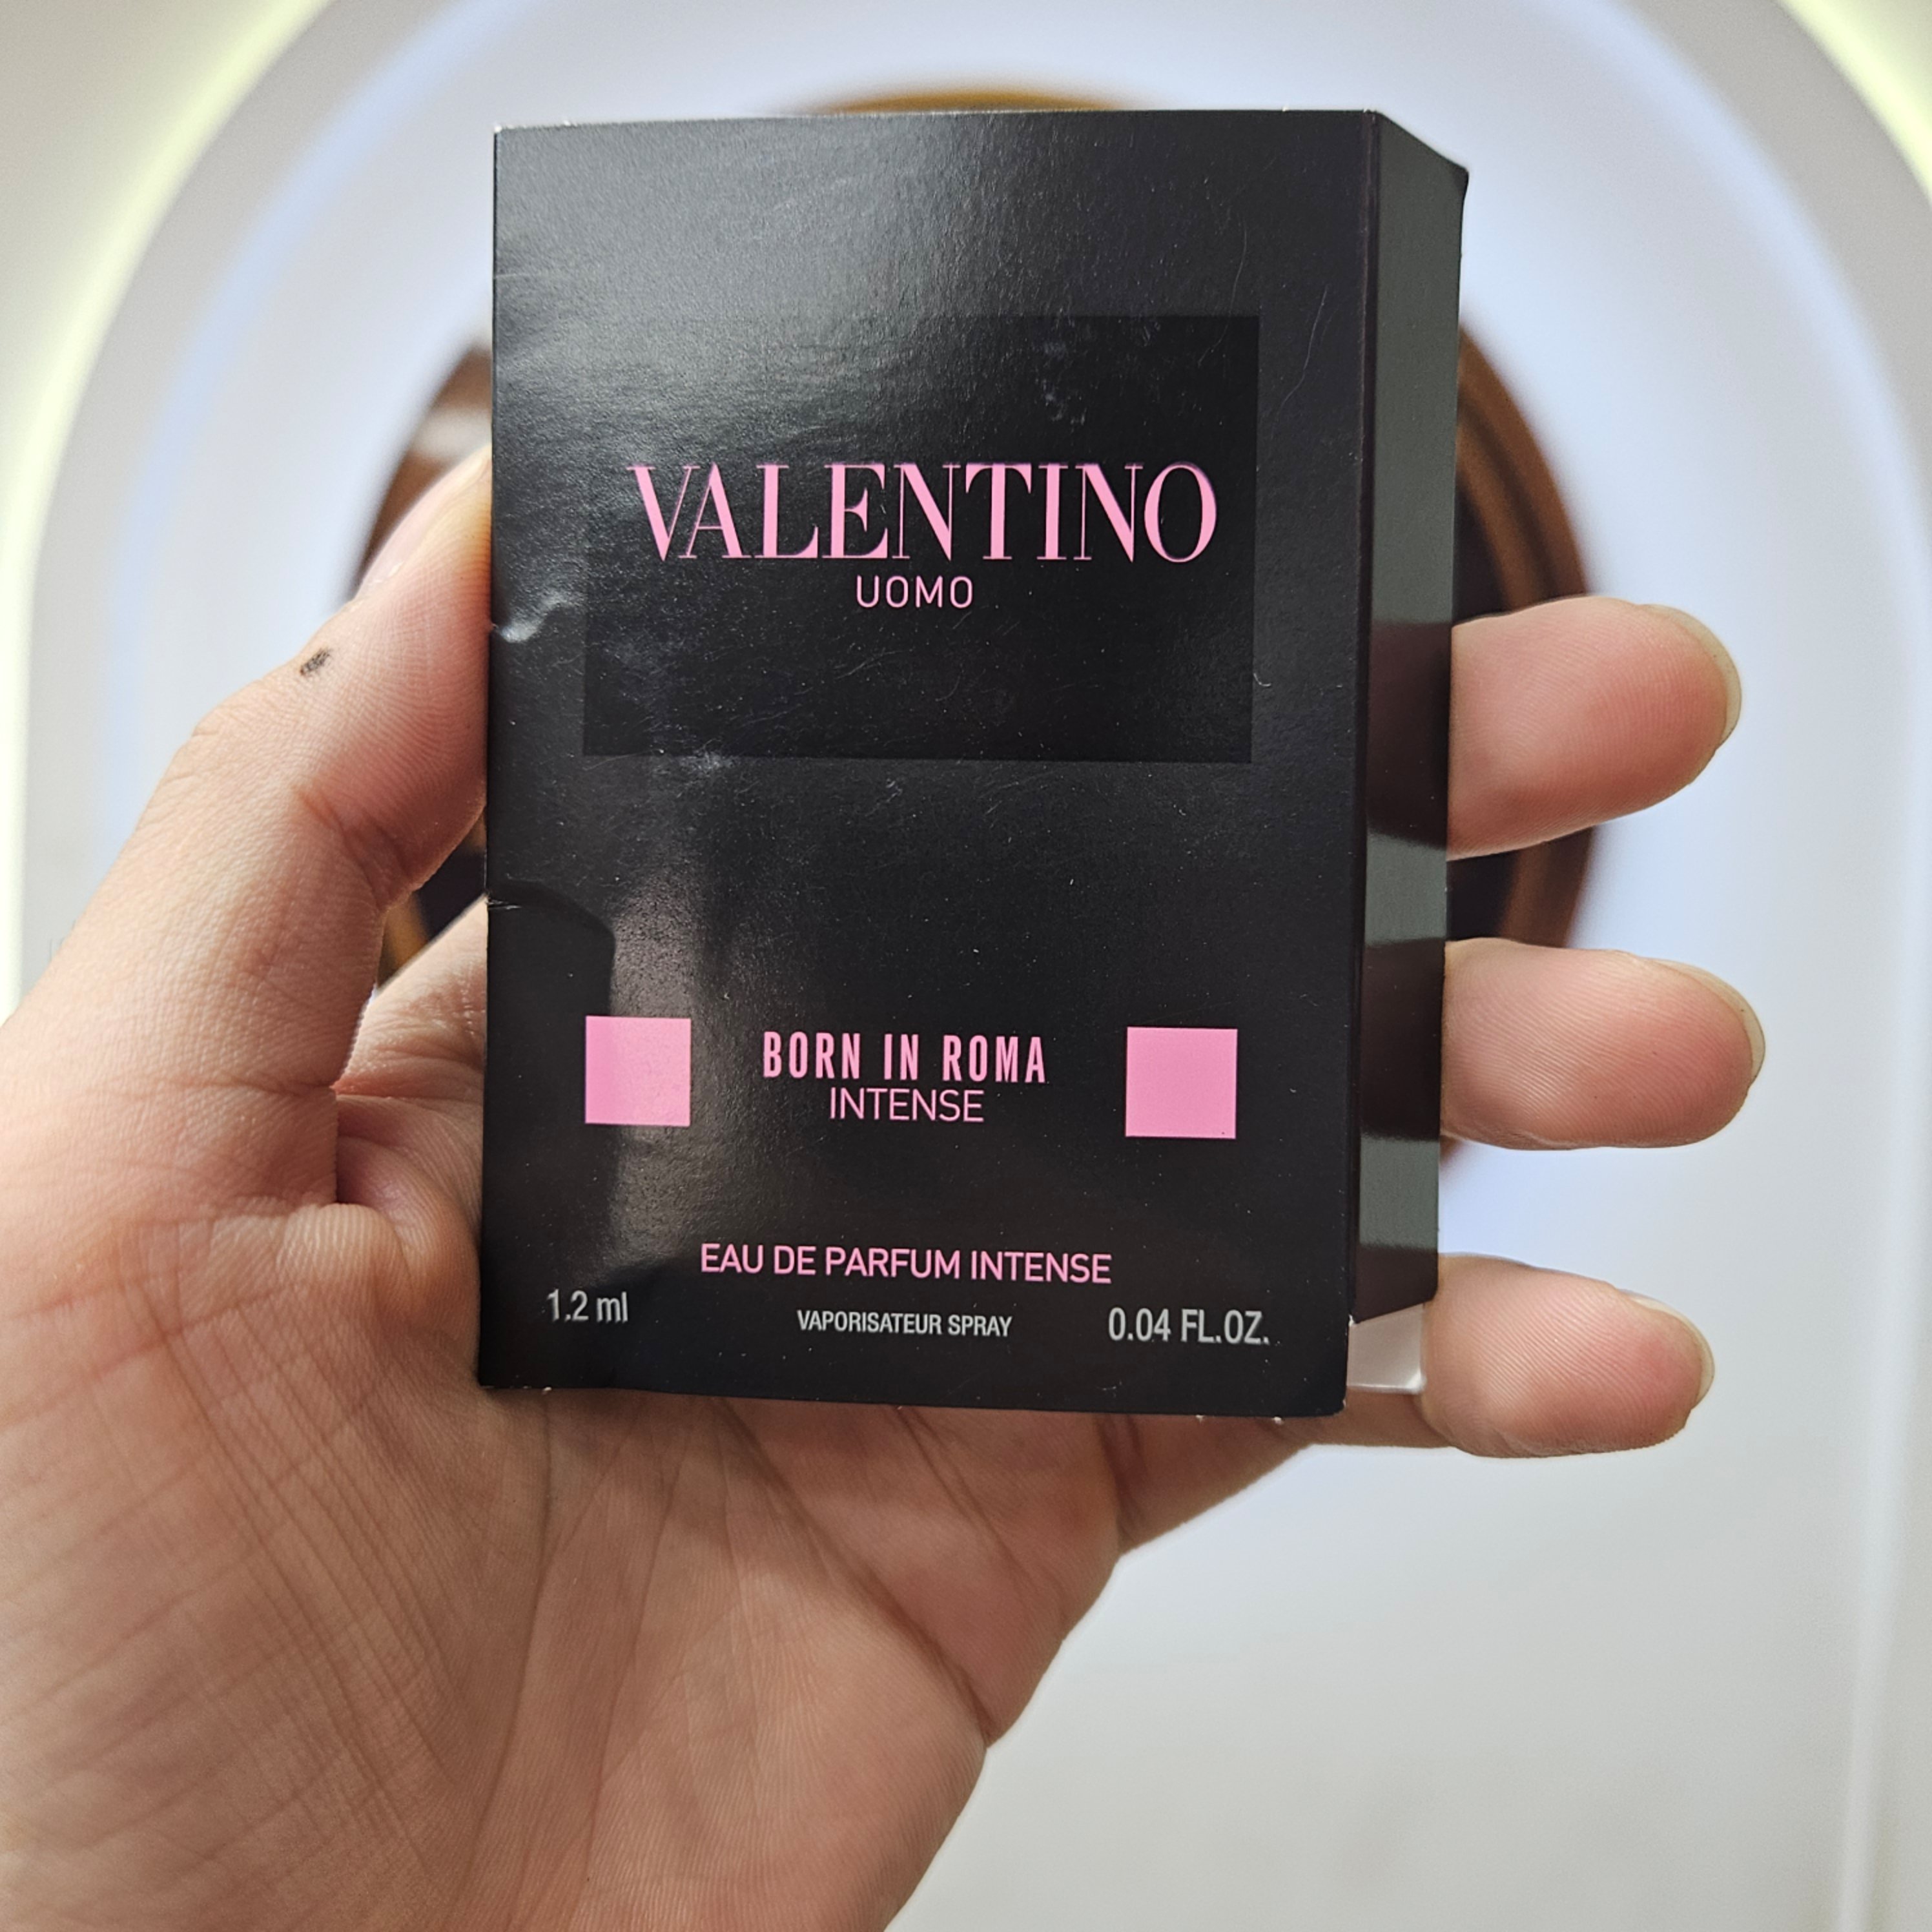 VALENTINO
UOMO
BORN IN ROMA
INTENSE
EAU DE PARFUM INTENSE
1.2 ml VAPORISATEUR SPRAY 0.04 FL.OZ.